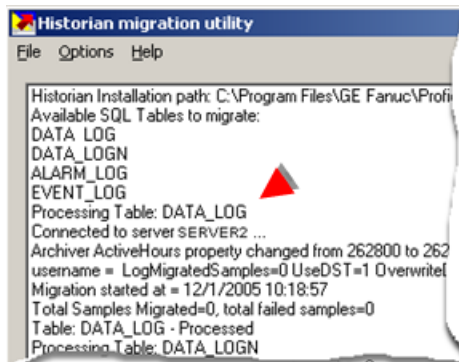 Historian migration utility
File Options Help
Historian Installation path: C:\Program Files\GE Fanuc\Profi
Available SQL Tables to migrate:
DATA_LOG
DATA_LOGN
ALARM_LOG
EVENT_LOG
Processing Table: DATA_LOG
Connected to server SERVER2 ...
Archiver ActiveHours property changed from 262800 to 262
username = LogMigratedSamples=0 UseDST=1 Overwrite
Migration started at = 12/1/2005 10:18:57
Total Samples Migrated=0, total failed samples=0
Table: DATA_LOG - Processed
Processing Table: DATA_LOGN